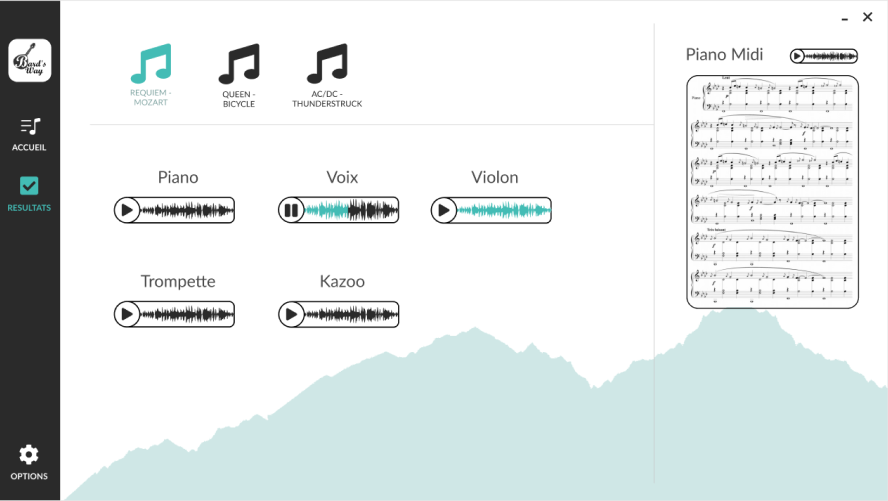 Bard's
Way
ACCUEIL
RESULTATS
OPTIONS
REQUIEM -
MOZART
QUEEN -
BICYCLE
AC/DC -
THUNDERSTRUCK
Piano
Voix
Violon
Trompette
Kazoo
Piano Midi
Piano